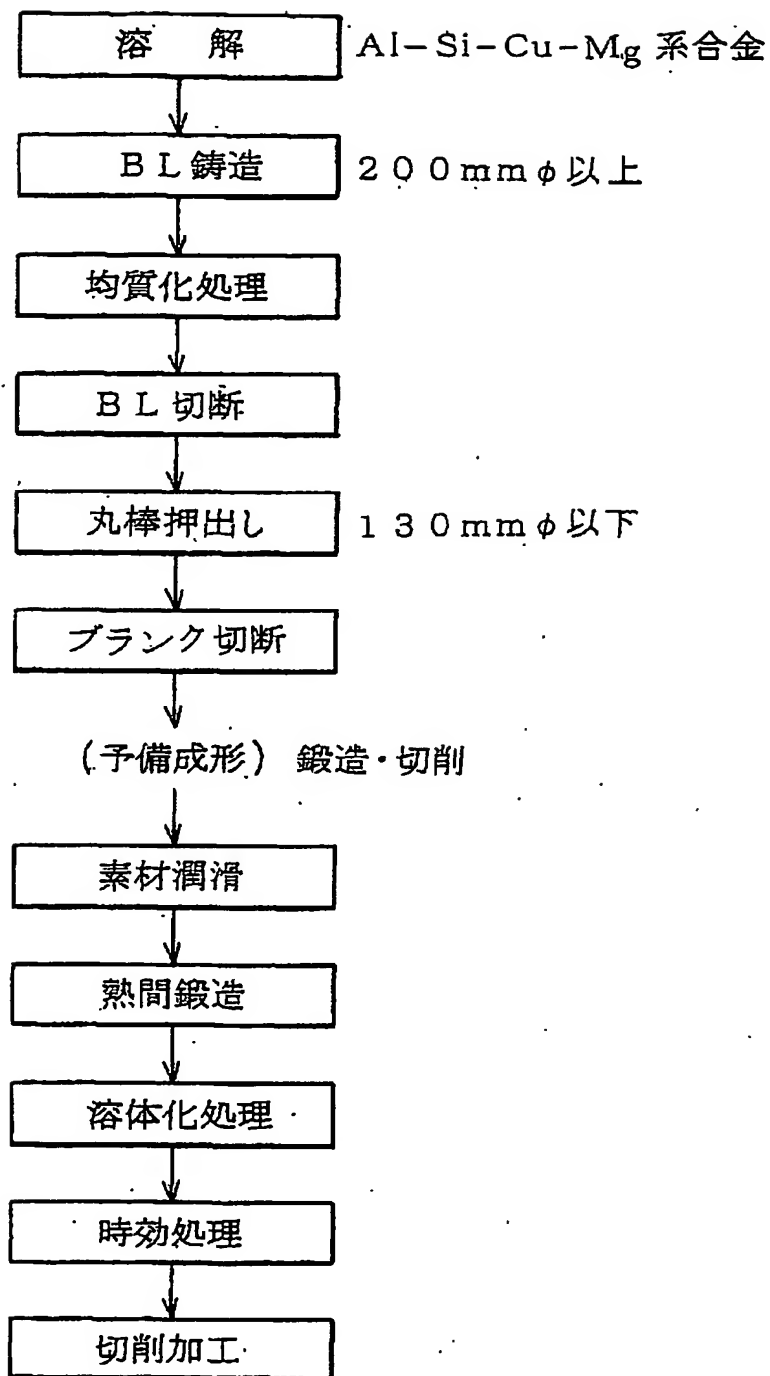 溶　解　Al-Si-Cu-Mg 系合金
BL鋳造　200mmφ以上
均質化処理
BL切断
丸棒押出し　130mmφ以下
ブランク切断
(予備成形) 鍛造・切削
素材潤滑
熱間鍛造
溶体化処理
時効処理
切削加工